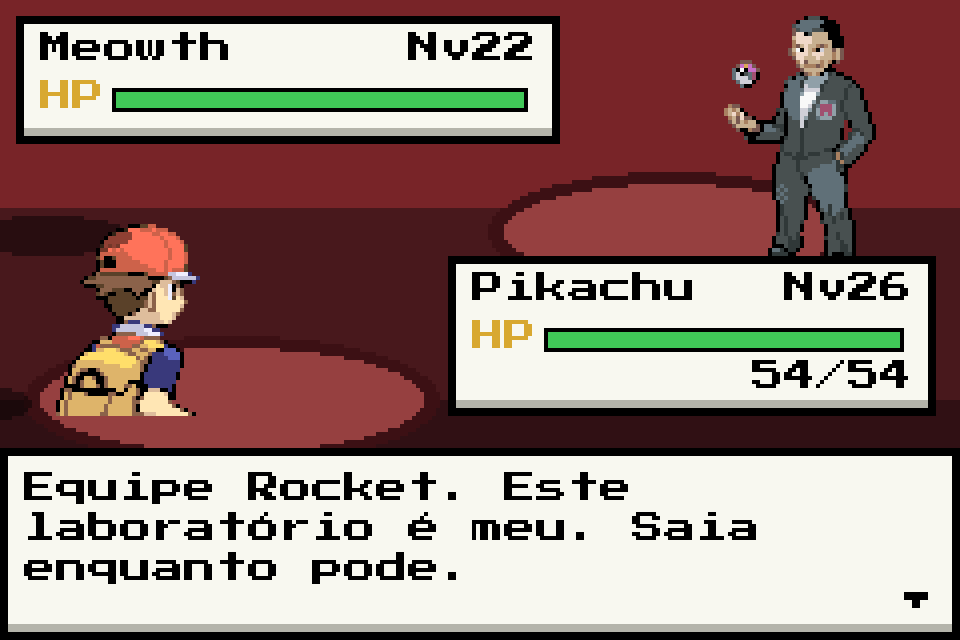 Meowth Nv22
HP
Pikachu Nv26
HP
54/54
Equipe Rocket. Este
laboratório é meu. Saia
enquanto pode.